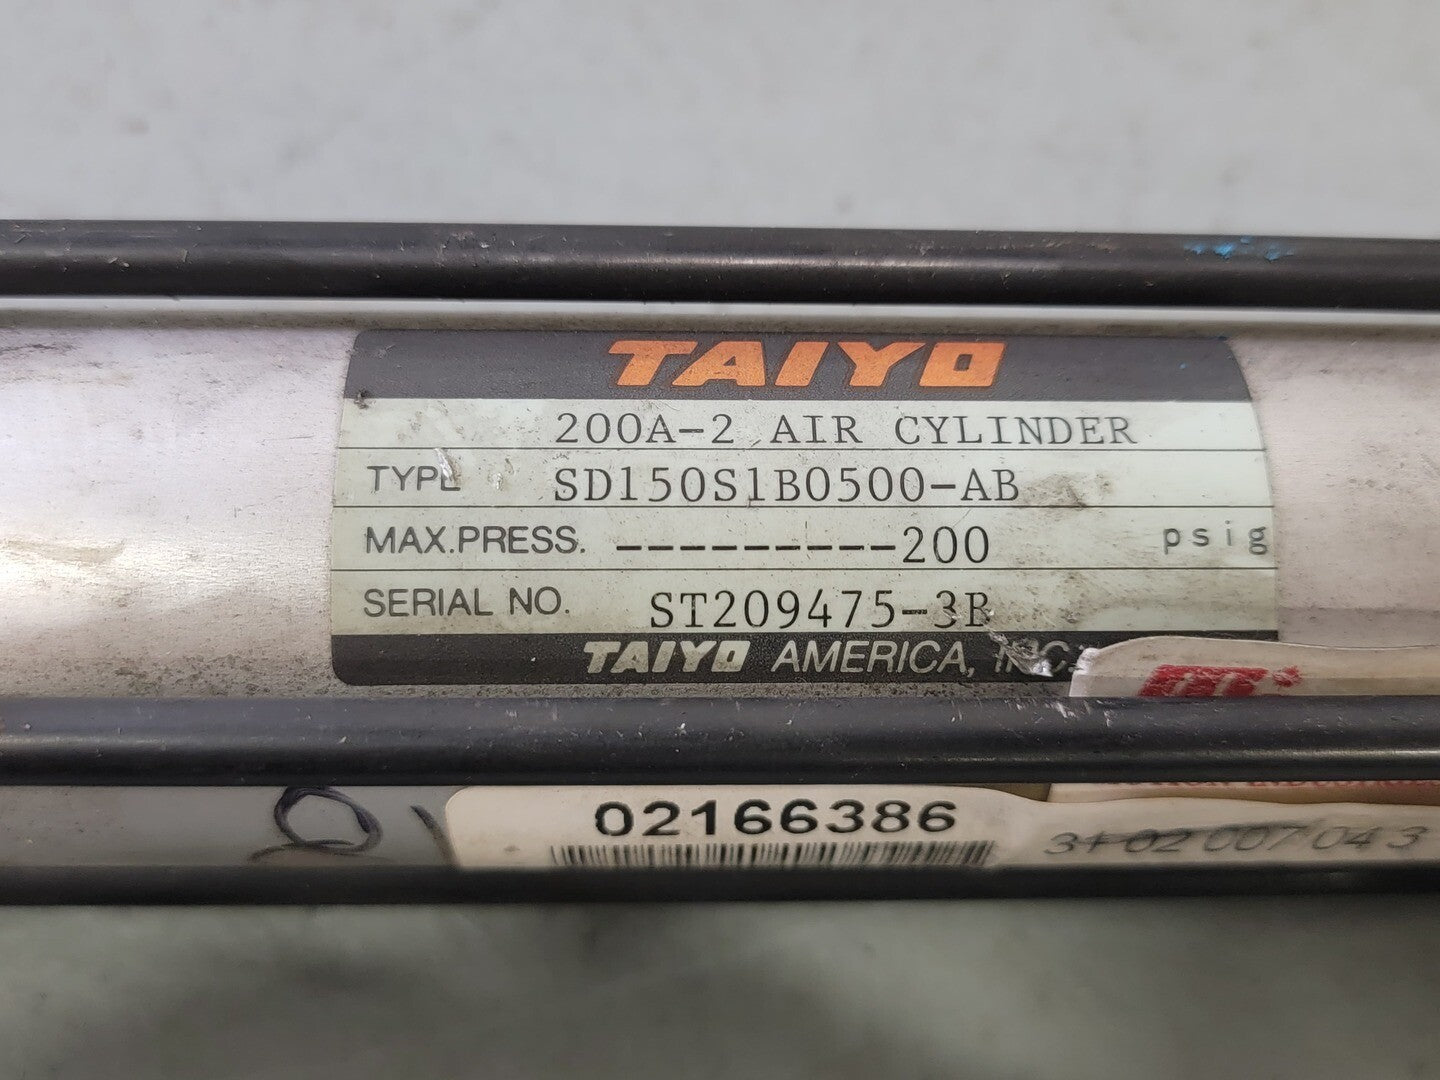 TAIYO
200A-2 AIR CYLINDER
TYPE SD150S1B0500-AB
MAX.PRESS. ---------200 psig
SERIAL NO. ST209475-3B
TAIYO AMERICA, INC.
02166386